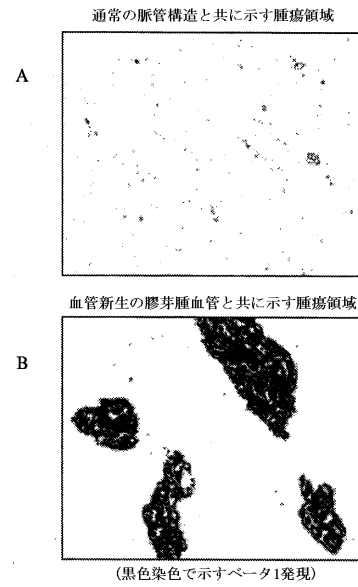 通常の脈管構造と共に示す腫瘍領域
A
血管新生の膠芽腫血管と共に示す腫瘍領域
B
(黒色染色で示すベータ1発現)